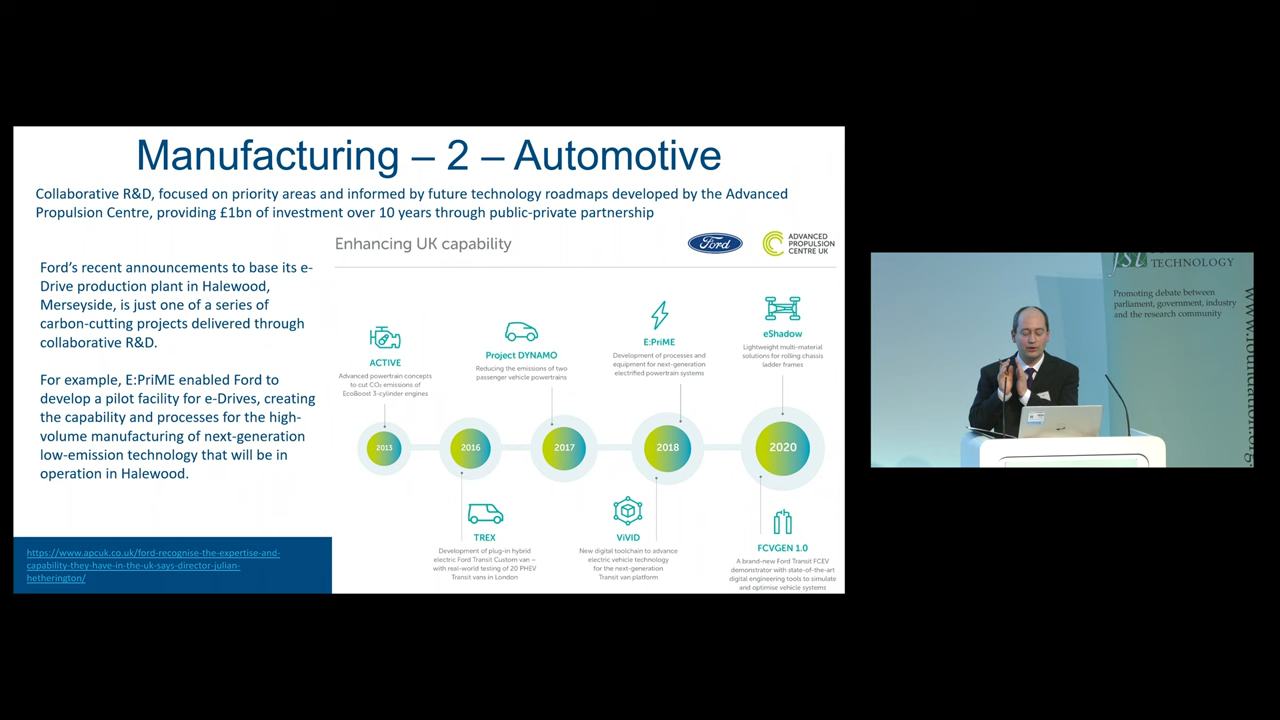 Manufacturing – 2 – Automotive
Collaborative R&D, focused on priority areas and informed by future technology roadmaps developed by the Advanced
Propulsion Centre, providing £1bn of investment over 10 years through public-private partnership
Enhancing UK capability
Ford
ADVANCED
PROPULSION
CENTRE UK
Ford's recent announcements to base its e-
Drive production plant in Halewood,
Merseyside, is just one of a series of
carbon-cutting projects delivered through
collaborative R&D.
For example, E:PriME enabled Ford to
develop a pilot facility for e-Drives, creating
the capability and processes for the high-
volume manufacturing of next-generation
low-emission technology that will be in
operation in Halewood.
https://www.apcuk.co.uk/ford-recognise-the-expertise-and-
capability-they-have-in-the-uk-says-director-julian-
hetherington/
ACTIVE
Advanced powertrain concepts
to cut CO₂ emissions of
EcoBoost 3-cylinder engines
Project DYNAMO
Reducing the emissions of two
passenger vehicle powertrains
E:PriME
Development of processes and
equipment for next-generation
electrified powertrain systems
eShadow
Lightweight multi-material
solutions for rolling chassis
ladder frames
2013
2016
2017
2018
2020
TREX
Development of plug-in hybrid
electric Ford Transit Custom van –
with real-world testing of 20 PHEV
Transit vans in London
ViVID
New digital toolchain to advance
electric vehicle technology
for the next-generation
Transit van platform
FCVGEN 1.0
A brand-new Ford Transit FCEV
demonstrator with state-of-the-art
digital engineering tools to simulate
and optimise vehicle systems
fst TECHNOLOGY
Promoting debate between
parliament, government, industry
and the research community